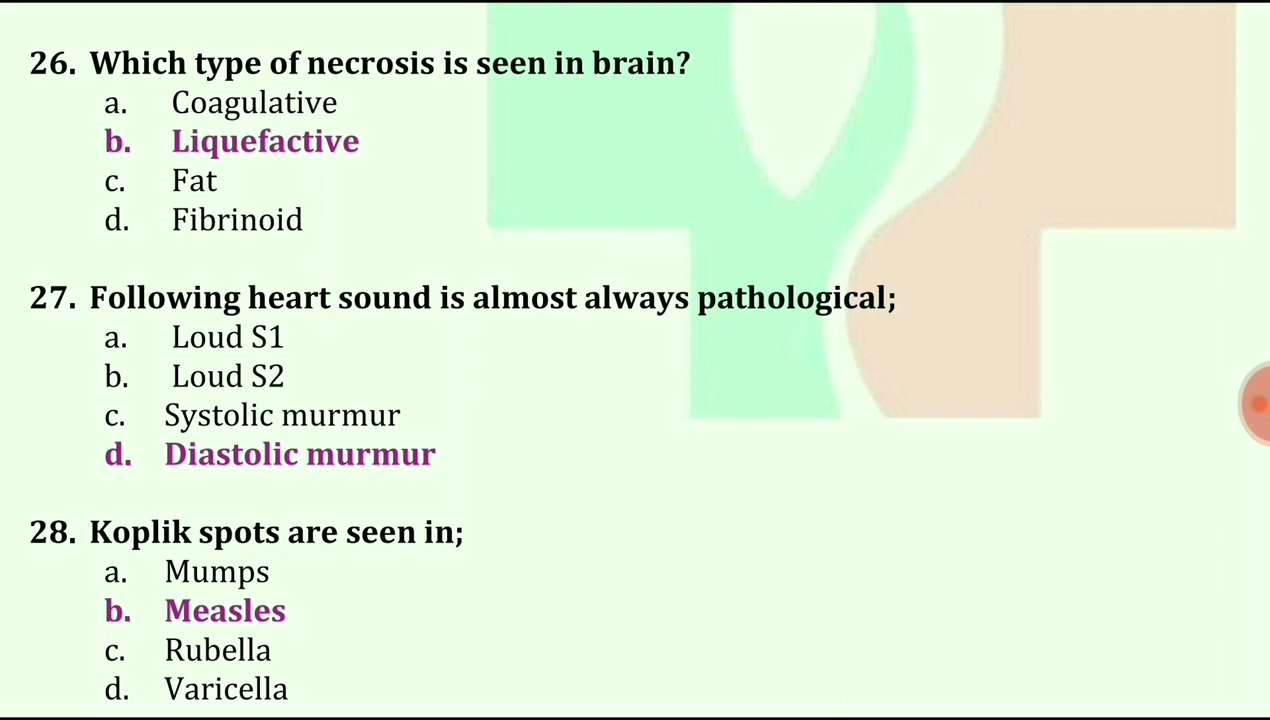 26. Which type of necrosis is seen in brain?
a. Coagulative
b. Liquefactive
c. Fat
d. Fibrinoid
27. Following heart sound is almost always pathological;
a. Loud S1
b. Loud S2
c. Systolic murmur
d. Diastolic murmur
28. Koplik spots are seen in;
a. Mumps
b. Measles
c. Rubella
d. Varicella